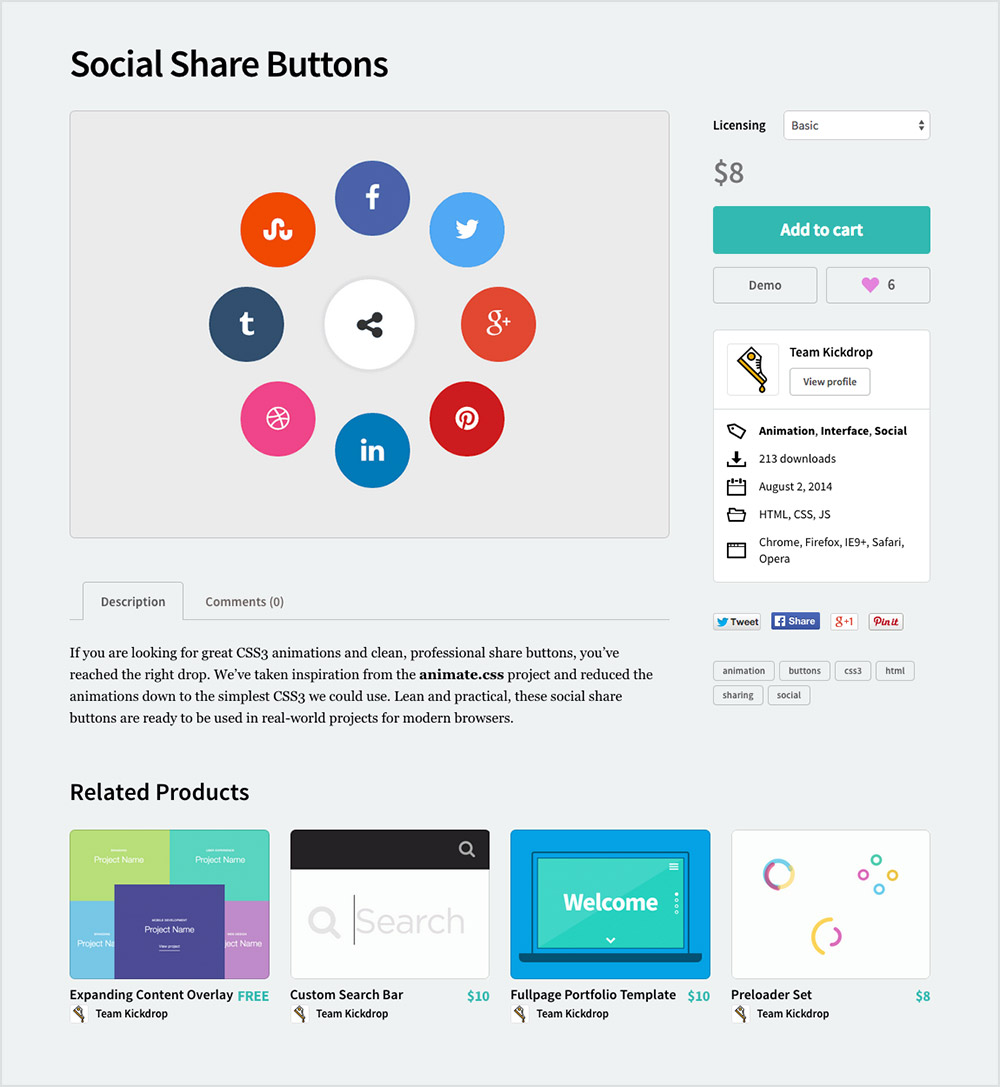 Social Share Buttons
f
t
g+
in
Licensing
Basic
$8
Add to cart
Demo
6
Team Kickdrop
View profile
Animation, Interface, Social
213 downloads
August 2, 2014
HTML, CSS, JS
Chrome, Firefox, IE9+, Safari,
Opera
Tweet
Share
g+1
Pin it
animation
buttons
css3
html
sharing
social
Description
Comments (0)
If you are looking for great CSS3 animations and clean, professional share buttons, you’ve
reached the right drop. We’ve taken inspiration from the animate.css project and reduced the
animations down to the simplest CSS3 we could use. Lean and practical, these social share
buttons are ready to be used in real-world projects for modern browsers.
Related Products
Project Name
Project Name
MOBILE DEVELOPMENT
Project Name
View project
Project Na
ject Name
Expanding Content Overlay FREE
Team Kickdrop
Search
Custom Search Bar $10
Team Kickdrop
Welcome
Fullpage Portfolio Template $10
Team Kickdrop
Preloader Set $8
Team Kickdrop